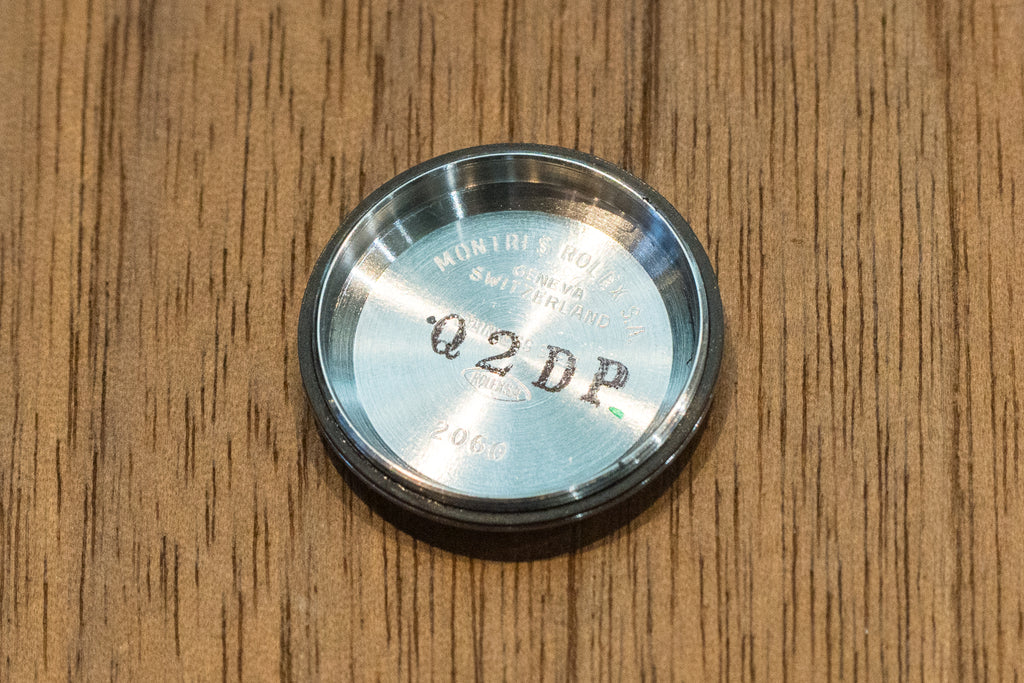 MONTRES ROLEX S.A
GENEVA
SWITZERLAND
Q2DP
2060